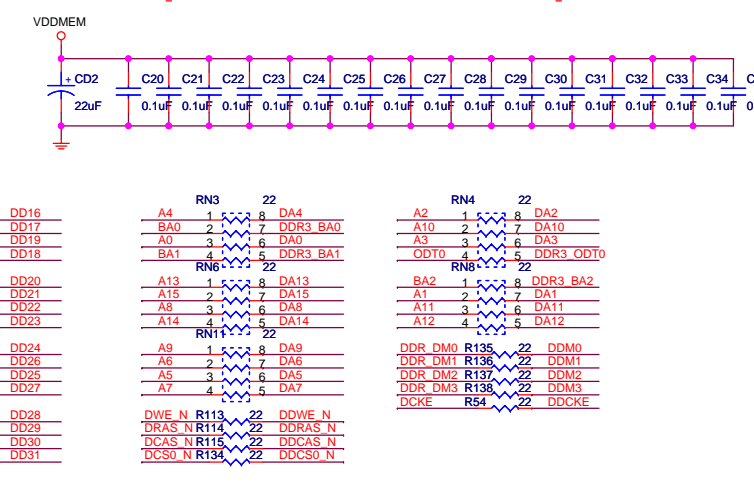 VDDMEM
+ CD2 C20 C21 C22 C23 C24 C25 C26 C27 C28 C29 C30 C31 C32 C33 C34 C
22uF 0.1uF 0.1uF 0.1uF 0.1uF 0.1uF 0.1uF 0.1uF 0.1uF 0.1uF 0.1uF 0.1uF 0.1uF 0.1uF 0.1uF 0.1uF 0
RN3 22 RN4 22
DD16 A4 1 8 DA4 A2 1 8 DA2
DD17 BA0 2 7 DDR3_BA0 A10 2 7 DA10
DD19 A0 3 6 DA0 A3 3 6 DA3
DD18 BA1 4 5 DDR3_BA1 ODT0 4 5 DDR3_ODT0
RN6 22 RN8 22
DD20 A13 1 8 DA13 BA2 1 8 DDR3_BA2
DD21 A15 2 7 DA15 A1 2 7 DA1
DD22 A8 3 6 DA8 A11 3 6 DA11
DD23 A14 4 5 DA14 A12 4 5 DA12
RN11 22
DD24 A9 1 8 DA9 DDR_DM0 R135 22 DDM0
DD26 A6 2 7 DA6 DDR_DM1 R136 22 DDM1
DD25 A5 3 6 DA5 DDR_DM2 R137 22 DDM2
DD27 A7 4 5 DA7 DDR_DM3 R138 22 DDM3
DCKE R54 22 DDCKE
DD28 DWE_N R113 22 DDWE_N
DD29 DRAS_N R114 22 DDRAS_N
DD30 DCAS_N R115 22 DDCAS_N
DD31 DCS0_N R134 22 DDCS0_N